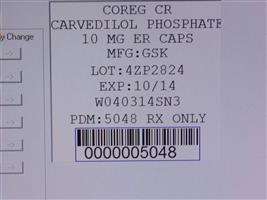 COREG CR
CARVEDILOL PHOSPHATE
y Change
10 MG ER CAPS
MFG:GSK
LOT:4ZP2824
EXP:10/14
W040314SN3
PDM:5048 RX ONLY
0000005048